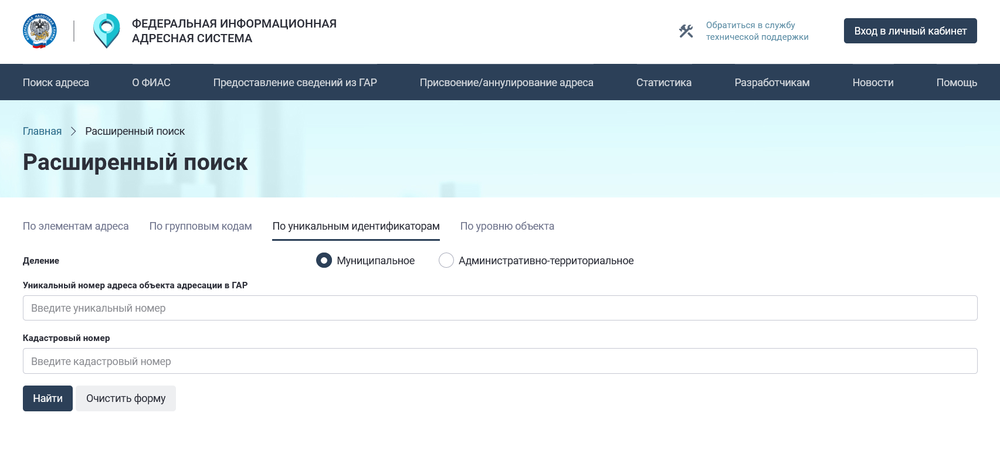 ФЕДЕРАЛЬНАЯ ИНФОРМАЦИОННАЯ
АДРЕСНАЯ СИСТЕМА
Обратиться в службу
технической поддержки
Вход в личный кабинет
Поиск адреса
О ФИАС
Предоставление сведений из ГАР
Присвоение/аннулирование адреса
Статистика
Разработчикам
Новости
Помощь
Главная
Расширенный поиск
Расширенный поиск
По элементам адреса
По групповым кодам
По уникальным идентификаторам
По уровню объекта
Деление
Муниципальное
Административно-территориальное
Уникальный номер адреса объекта адресации в ГАР
Введите уникальный номер
Кадастровый номер
Введите кадастровый номер
Найти
Очистить форму